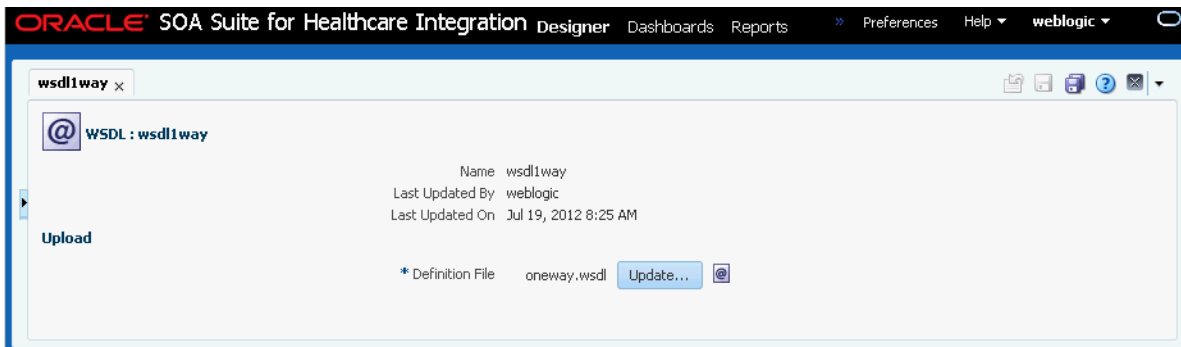 ORACLE SOA Suite for Healthcare Integration Designer Dashboards Reports » Preferences Help weblogic
wsdl1way x
@ WSDL : wsdl1way
Name wsdl1way
Last Updated By weblogic
Last Updated On Jul 19, 2012 8:25 AM
Upload
* Definition File oneway.wsdl Update... @